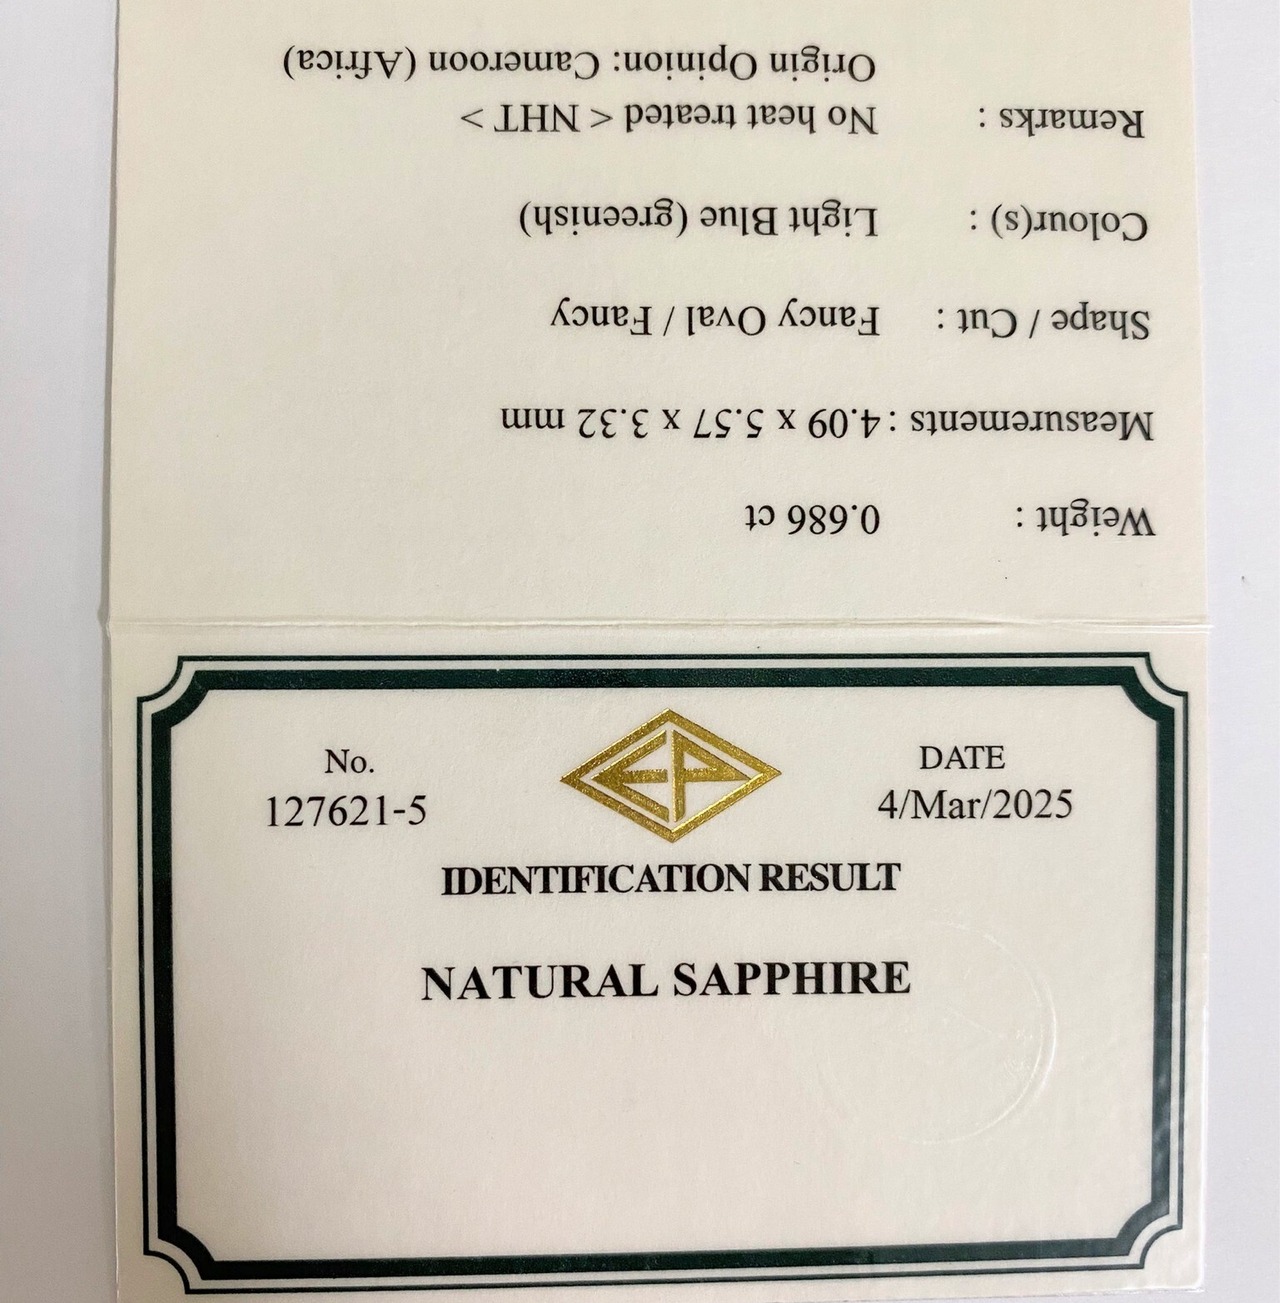 Weight : 0.686 ct
Measurements : 4.09 x 5.57 x 3.32 mm
Shape / Cut : Fancy Oval / Fancy
Colour(s) : Light Blue (greenish)
Remarks : No heat treated < NHT >
Origin Opinion: Cameroon (Africa)
No.
127621-5
EP
DATE
4/Mar/2025
IDENTIFICATION RESULT
NATURAL SAPPHIRE